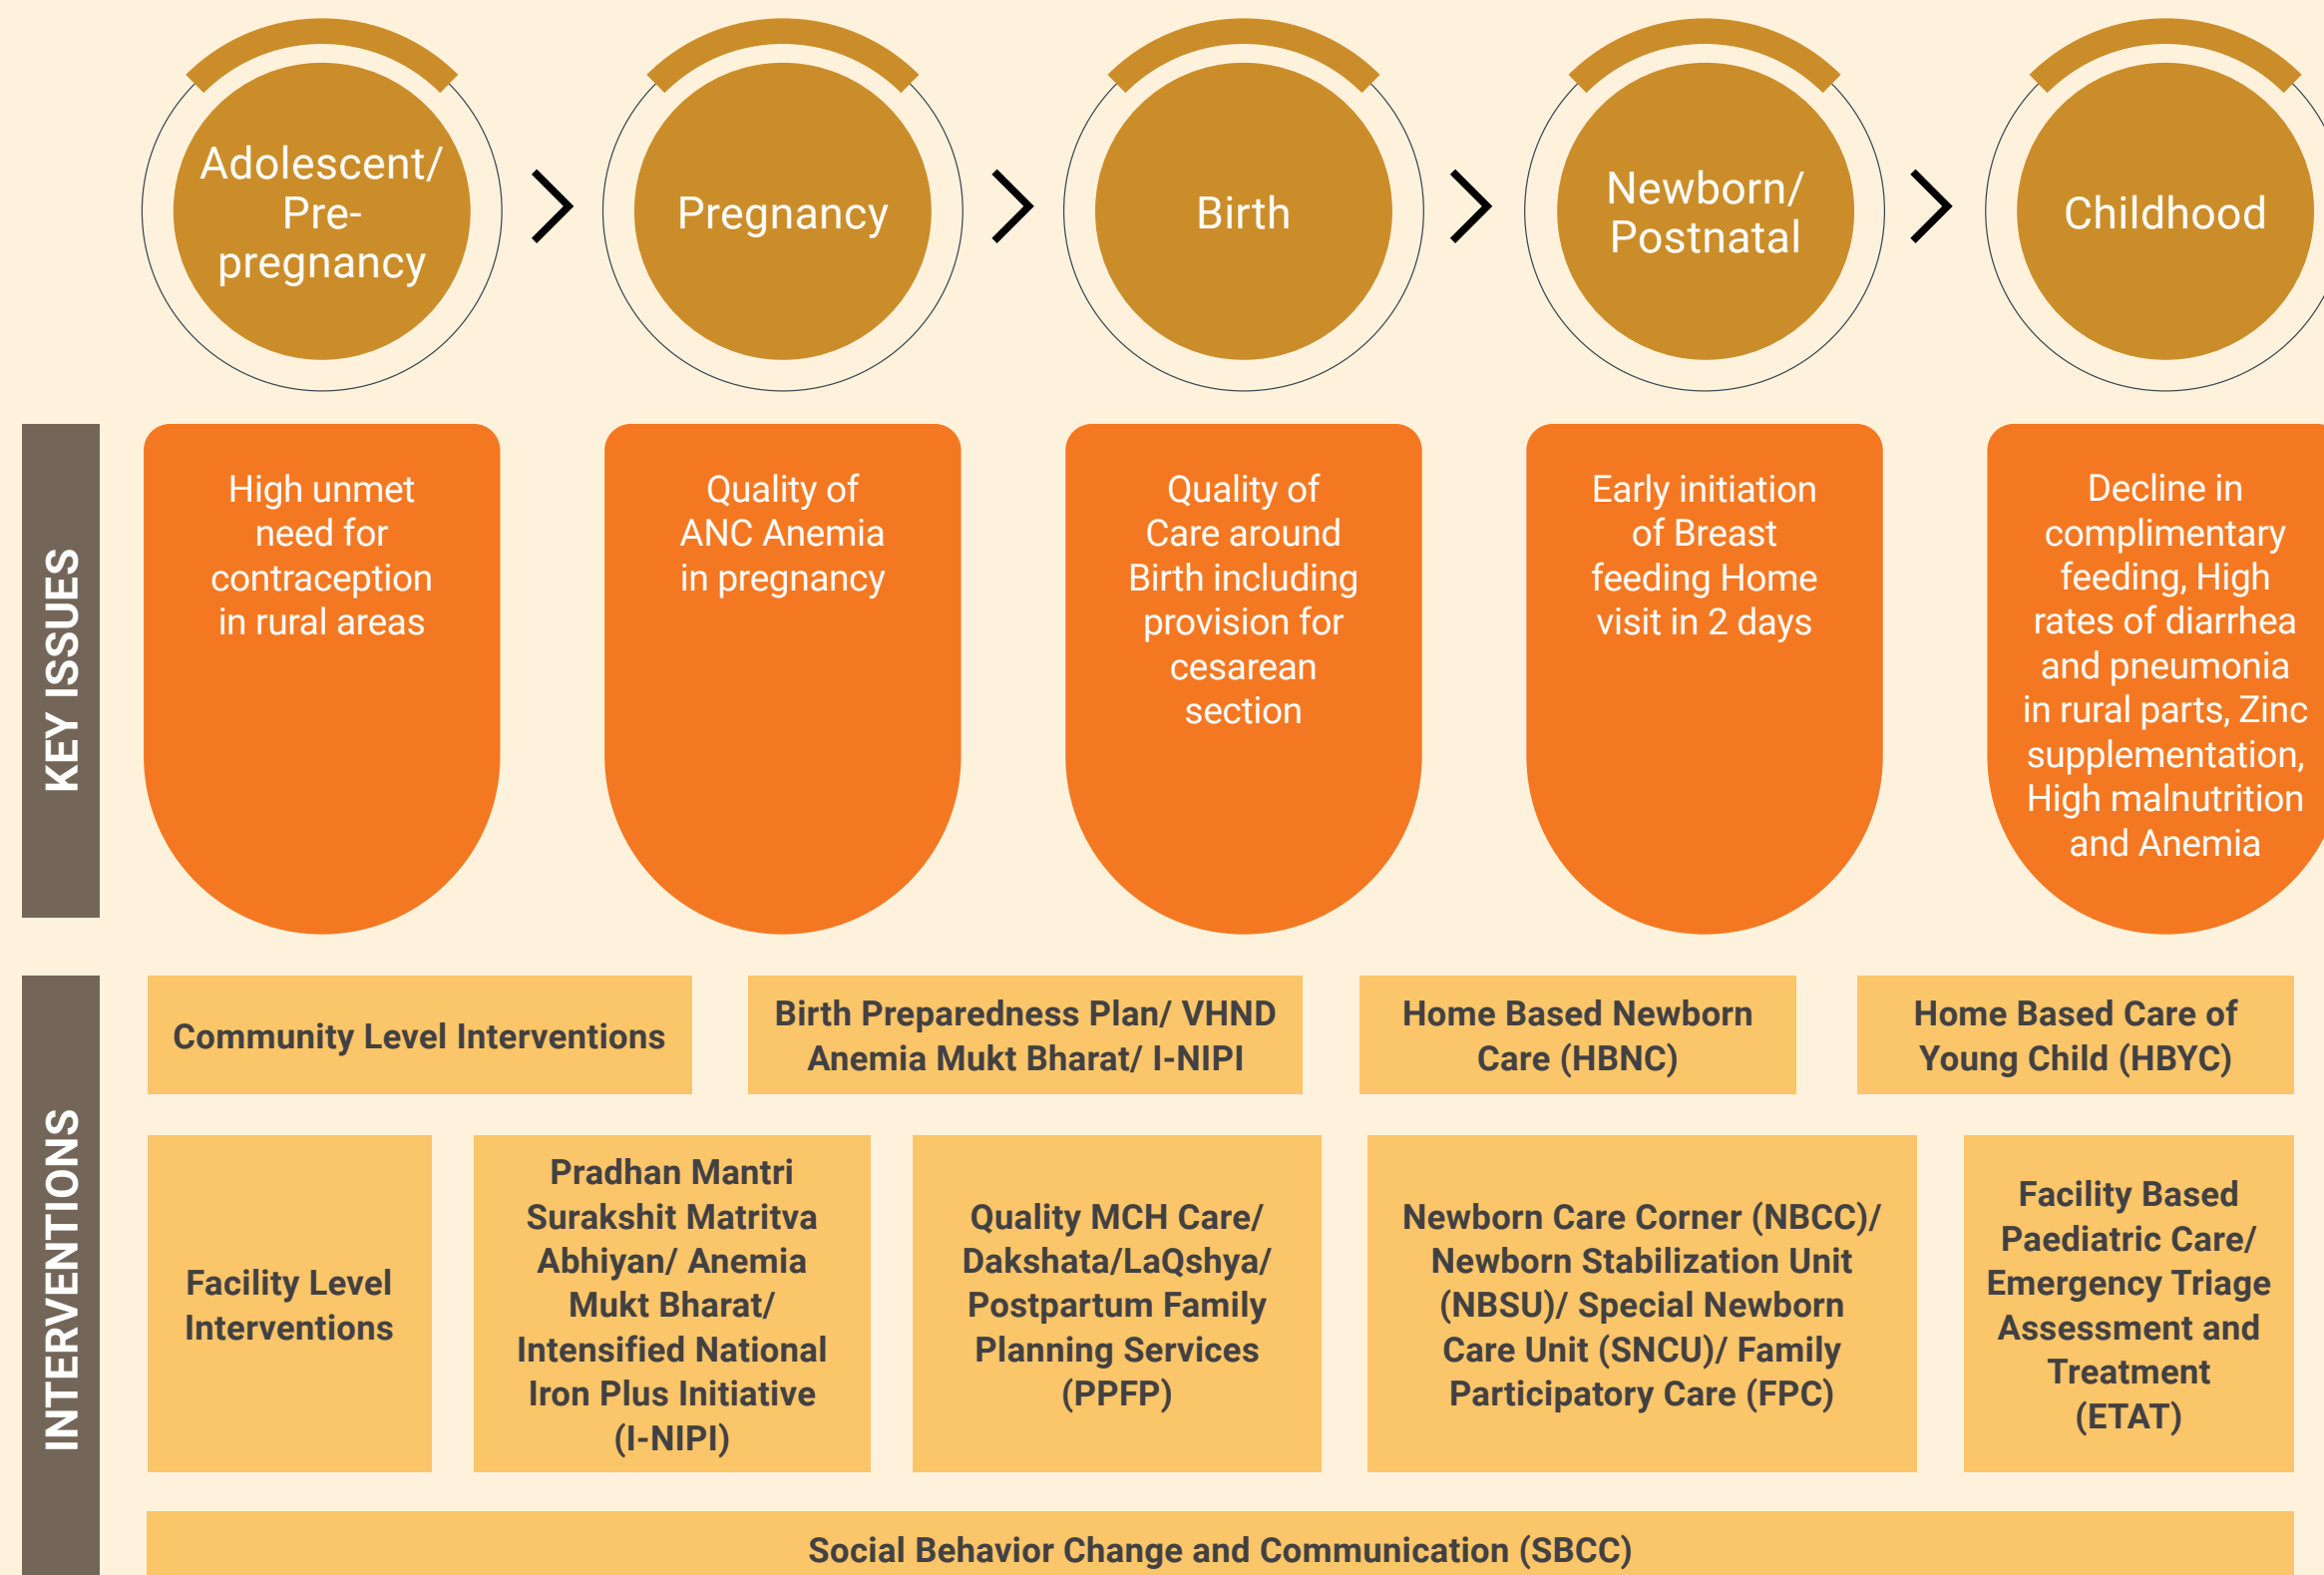 Adolescent/
Pre-
pregnancy
Pregnancy
Birth
Newborn/
Postnatal
Childhood
KEY ISSUES
High unmet
need for
contraception
in rural areas
Quality of
ANC Anemia
in pregnancy
Quality of
Care around
Birth including
provision for
cesarean
section
Early initiation
of Breast
feeding Home
visit in 2 days
Decline in
complimentary
feeding, High
rates of diarrhea
and pneumonia
in rural parts, Zinc
supplementation,
High malnutrition
and Anemia
INTERVENTIONS
Community Level Interventions
Birth Preparedness Plan/ VHND
Anemia Mukt Bharat/ I-NIPI
Home Based Newborn
Care (HBNC)
Home Based Care of
Young Child (HBYC)
Facility Level
Interventions
Pradhan Mantri
Surakshit Matritva
Abhiyan/ Anemia
Mukt Bharat/
Intensified National
Iron Plus Initiative
(I-NIPI)
Quality MCH Care/
Dakshata/LaQshya/
Postpartum Family
Planning Services
(PPFP)
Newborn Care Corner (NBCC)/
Newborn Stabilization Unit
(NBSU)/ Special Newborn
Care Unit (SNCU)/ Family
Participatory Care (FPC)
Facility Based
Paediatric Care/
Emergency Triage
Assessment and
Treatment
(ETAT)
Social Behavior Change and Communication (SBCC)